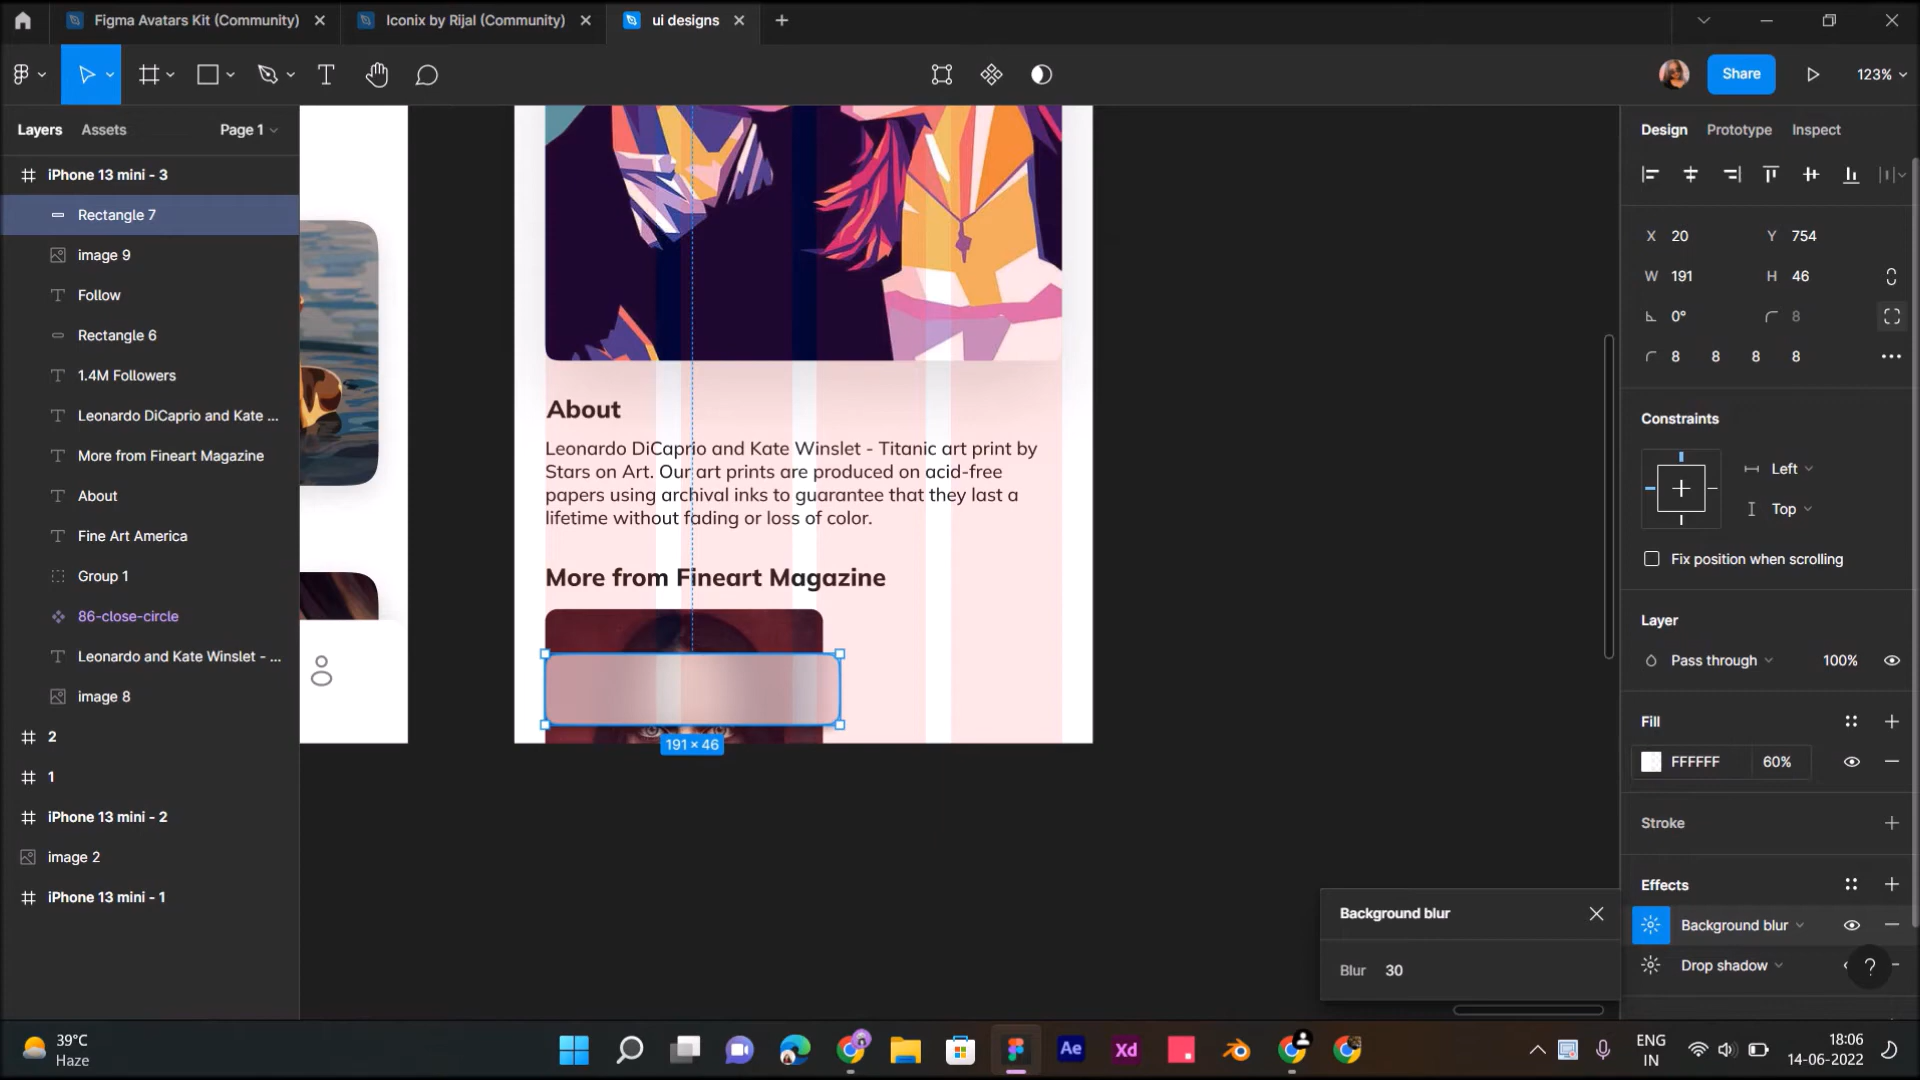 Figma Avatars Kit (Community)
Iconix by Rijal (Community)
ui designs
Share
123%
Layers
Assets
Page 1
iPhone 13 mini - 3
Rectangle 7
image 9
Follow
Rectangle 6
1.4M Followers
Leonardo DiCaprio and Kate ...
More from Fineart Magazine
About
Fine Art America
Group 1
86-close-circle
Leonardo and Kate Winslet - ...
image 8
2
1
iPhone 13 mini - 2
image 2
iPhone 13 mini - 1
About
Leonardo DiCaprio and Kate Winslet - Titanic art print by
Stars on Art. Our art prints are produced on acid-free
papers using archival inks to guarantee that they last a
lifetime without fading or loss of color.
More from Fineart Magazine
191 × 46
Design
Prototype
Inspect
X 20
Y 754
W 191
H 46
0°
8
8 8 8 8
Constraints
Left
Top
Fix position when scrolling
Layer
Pass through
100%
Fill
FFFFFF
60%
Stroke
Effects
Background blur
Drop shadow
?
Background blur
Blur 30
39°C
Haze
Ae
Xd
ENG
IN
18:06
14-06-2022